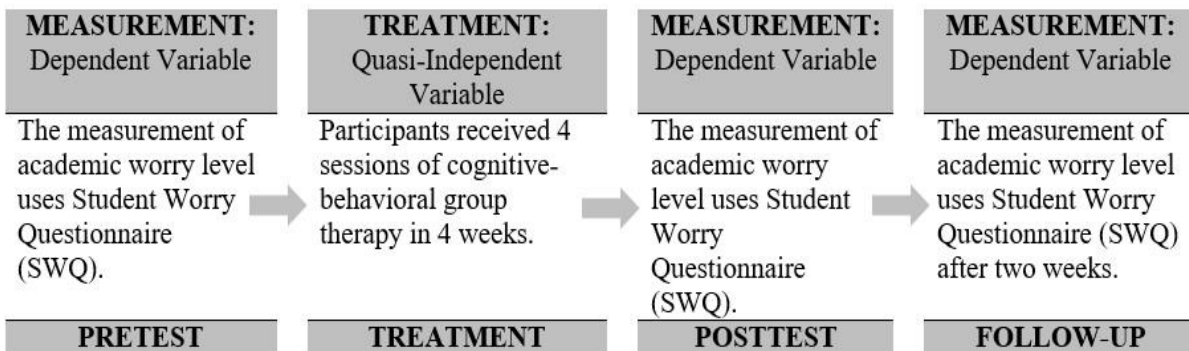 MEASUREMENT:
Dependent Variable
The measurement of
academic worry level
uses Student Worry
Questionnaire
(SWQ).
PRETEST
TREATMENT:
Quasi-Independent
Variable
Participants received 4
sessions of cognitive-
behavioral group
therapy in 4 weeks.
TREATMENT
MEASUREMENT:
Dependent Variable
The measurement of
academic worry
level uses Student
Worry
Questionnaire
(SWQ).
POSTTEST
MEASUREMENT:
Dependent Variable
The measurement of
academic worry level
uses Student Worry
Questionnaire (SWQ)
after two weeks.
FOLLOW-UP